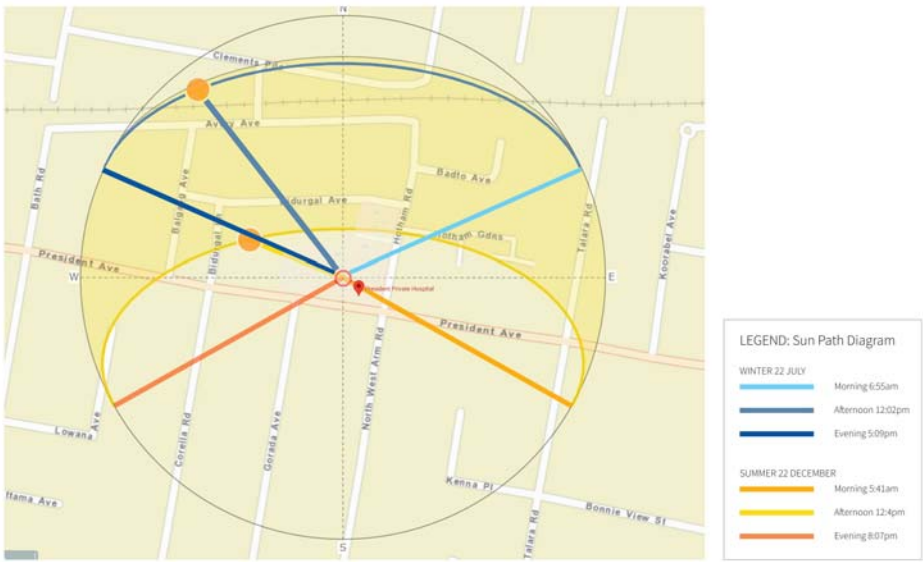 N
Clements Pde
Avery Ave
Badto Ave
Bath Rd
Balgang Ave
Bidurgal Ave
Hotham Rd
Talara Rd
Koorabel Ave
Hotham Gdns
Bidurgal Ave
President Ave
W
E
President Private Hospital
President Ave
North West Arm Rd
Lowana Ave
Corella Rd
Gorada Ave
Kenna Pl
ftama Ave
Bonnie View St
Talara Rd
S
LEGEND: Sun Path Diagram
WINTER 22 JULY
Morning 6:55am
Afternoon 12:02pm
Evening 5:09pm
SUMMER 22 DECEMBER
Morning 5:41am
Afternoon 12:4pm
Evening 8:07pm